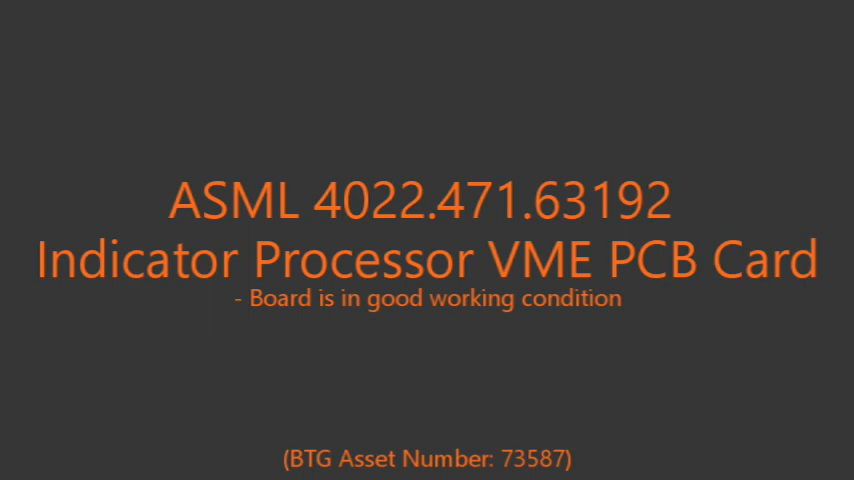 ASML 4022.471.63192
Indicator Processor VME PCB Card
- Board is in good working condition
(BTG Asset Number: 73587)